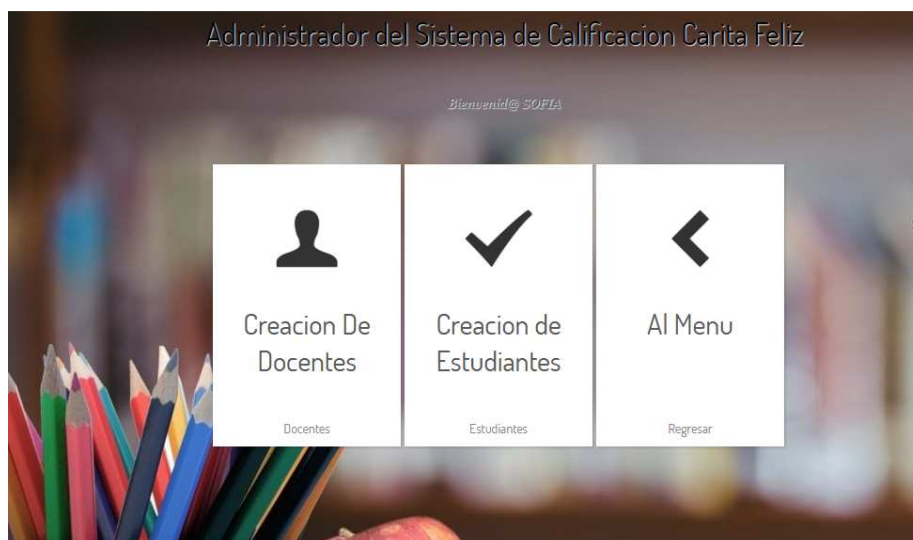 Administrador del Sistema de Calificacion Carita Feliz
Bienvenid@ SOFIA
Creacion De
Docentes
Docentes
Creacion de
Estudiantes
Estudiantes
Al Menu
Regresar